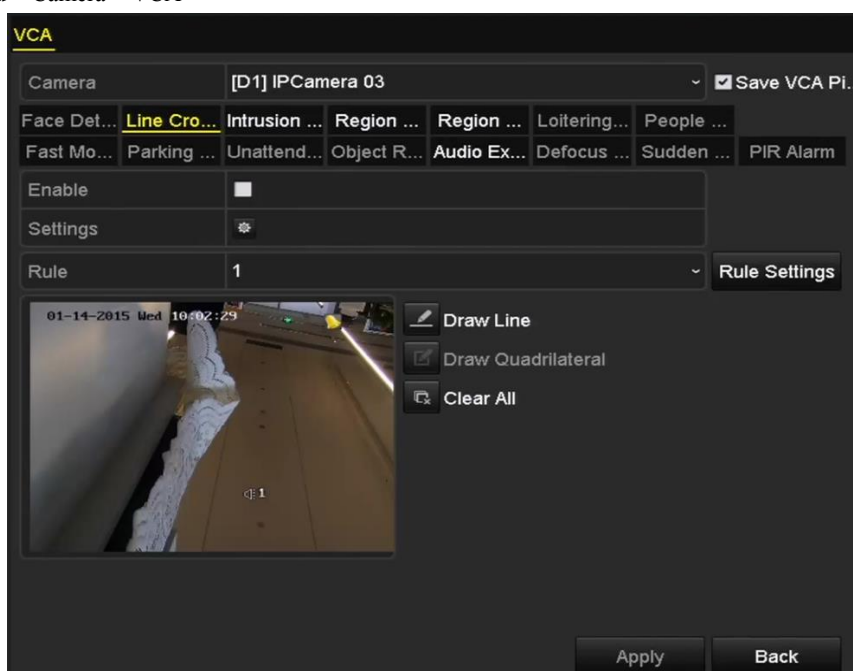 VCA
Camera [D1] IPCamera 03 Save VCA Pi..
Face Det... Line Cro... Intrusion ... Region ... Region ... Loitering... People ...
Fast Mo... Parking ... Unattend... Object R... Audio Ex... Defocus ... Sudden ... PIR Alarm
Enable
Settings
Rule 1 Rule Settings
01-14-2015 Wed 10:02:29
Draw Line
Draw Quadrilateral
Clear All
1
Apply Back